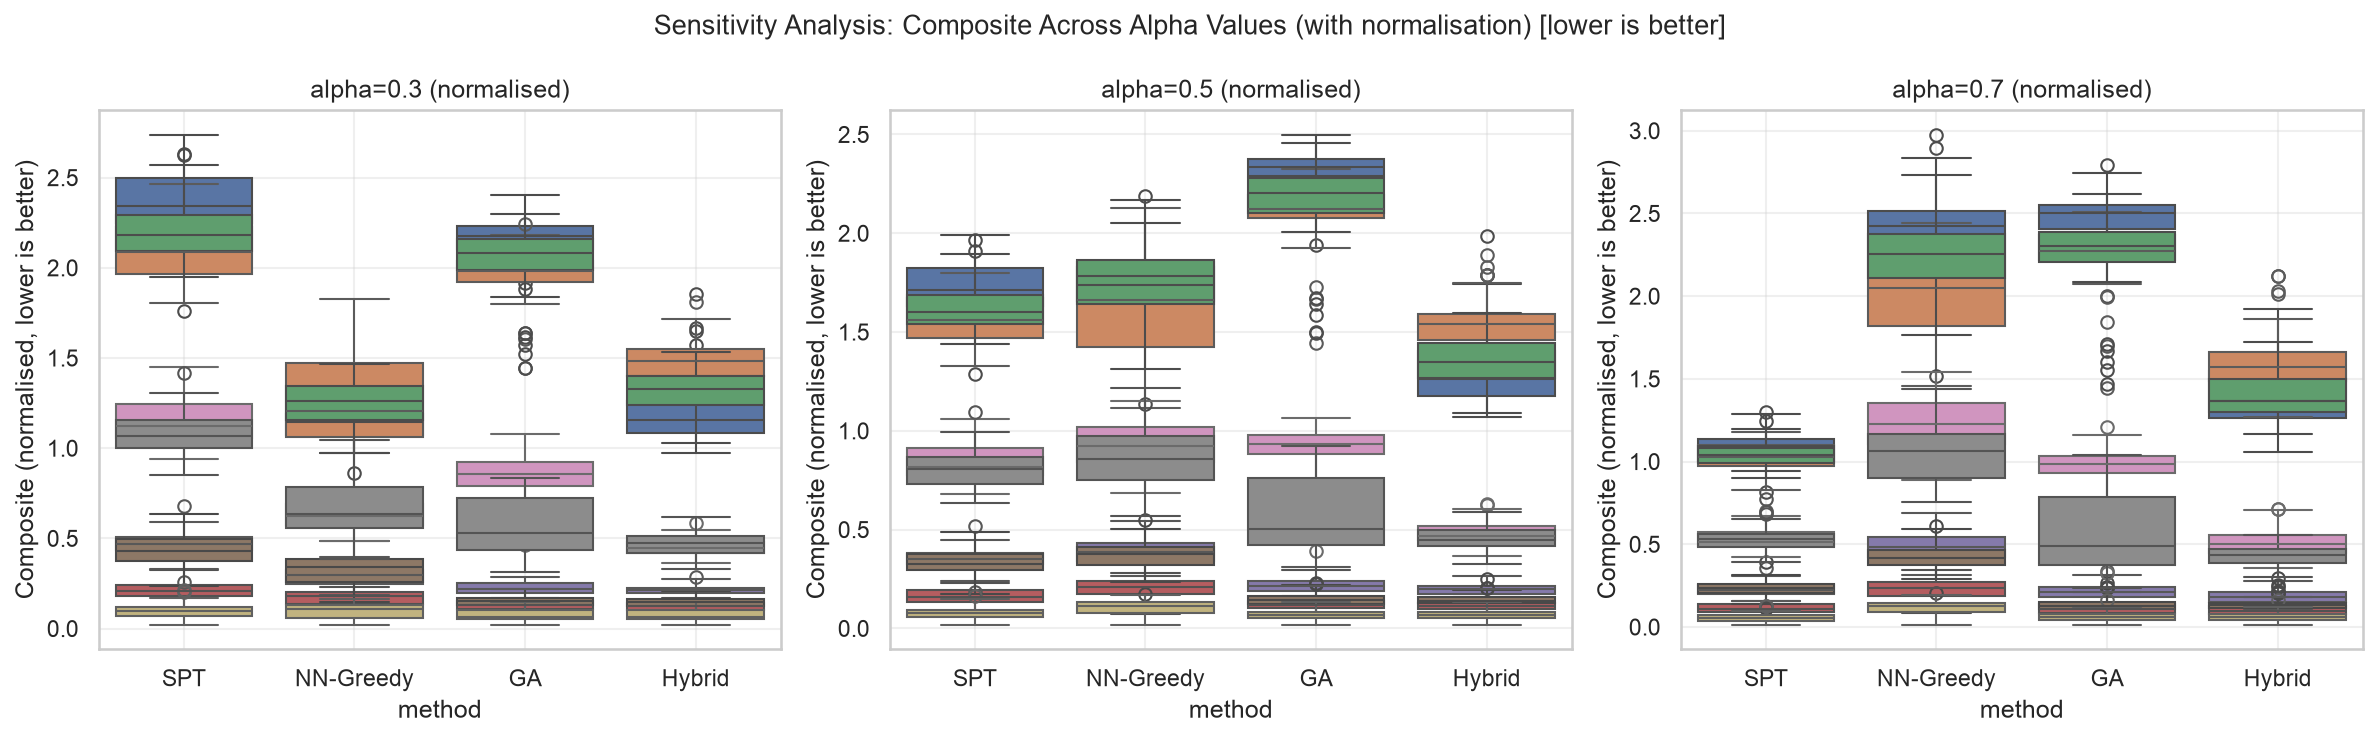 Sensitivity Analysis: Composite Across Alpha Values (with normalisation) [lower is better]
alpha=0.3 (normalised)
Composite (normalised, lower is better)
2.5
2.0
1.5
1.0
0.5
0.0
SPT NN-Greedy GA Hybrid
method
alpha=0.5 (normalised)
Composite (normalised, lower is better)
2.5
2.0
1.5
1.0
0.5
0.0
SPT NN-Greedy GA Hybrid
method
alpha=0.7 (normalised)
Composite (normalised, lower is better)
3.0
2.5
2.0
1.5
1.0
0.5
0.0
SPT NN-Greedy GA Hybrid
method